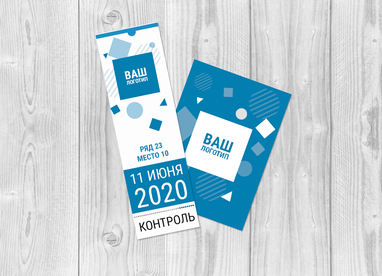 ВАШ
ЛОГОТИП
РЯД 23
МЕСТО 10
11 ИЮНЯ
2020
КОНТРОЛЬ
ВАШ
ЛОГОТИП